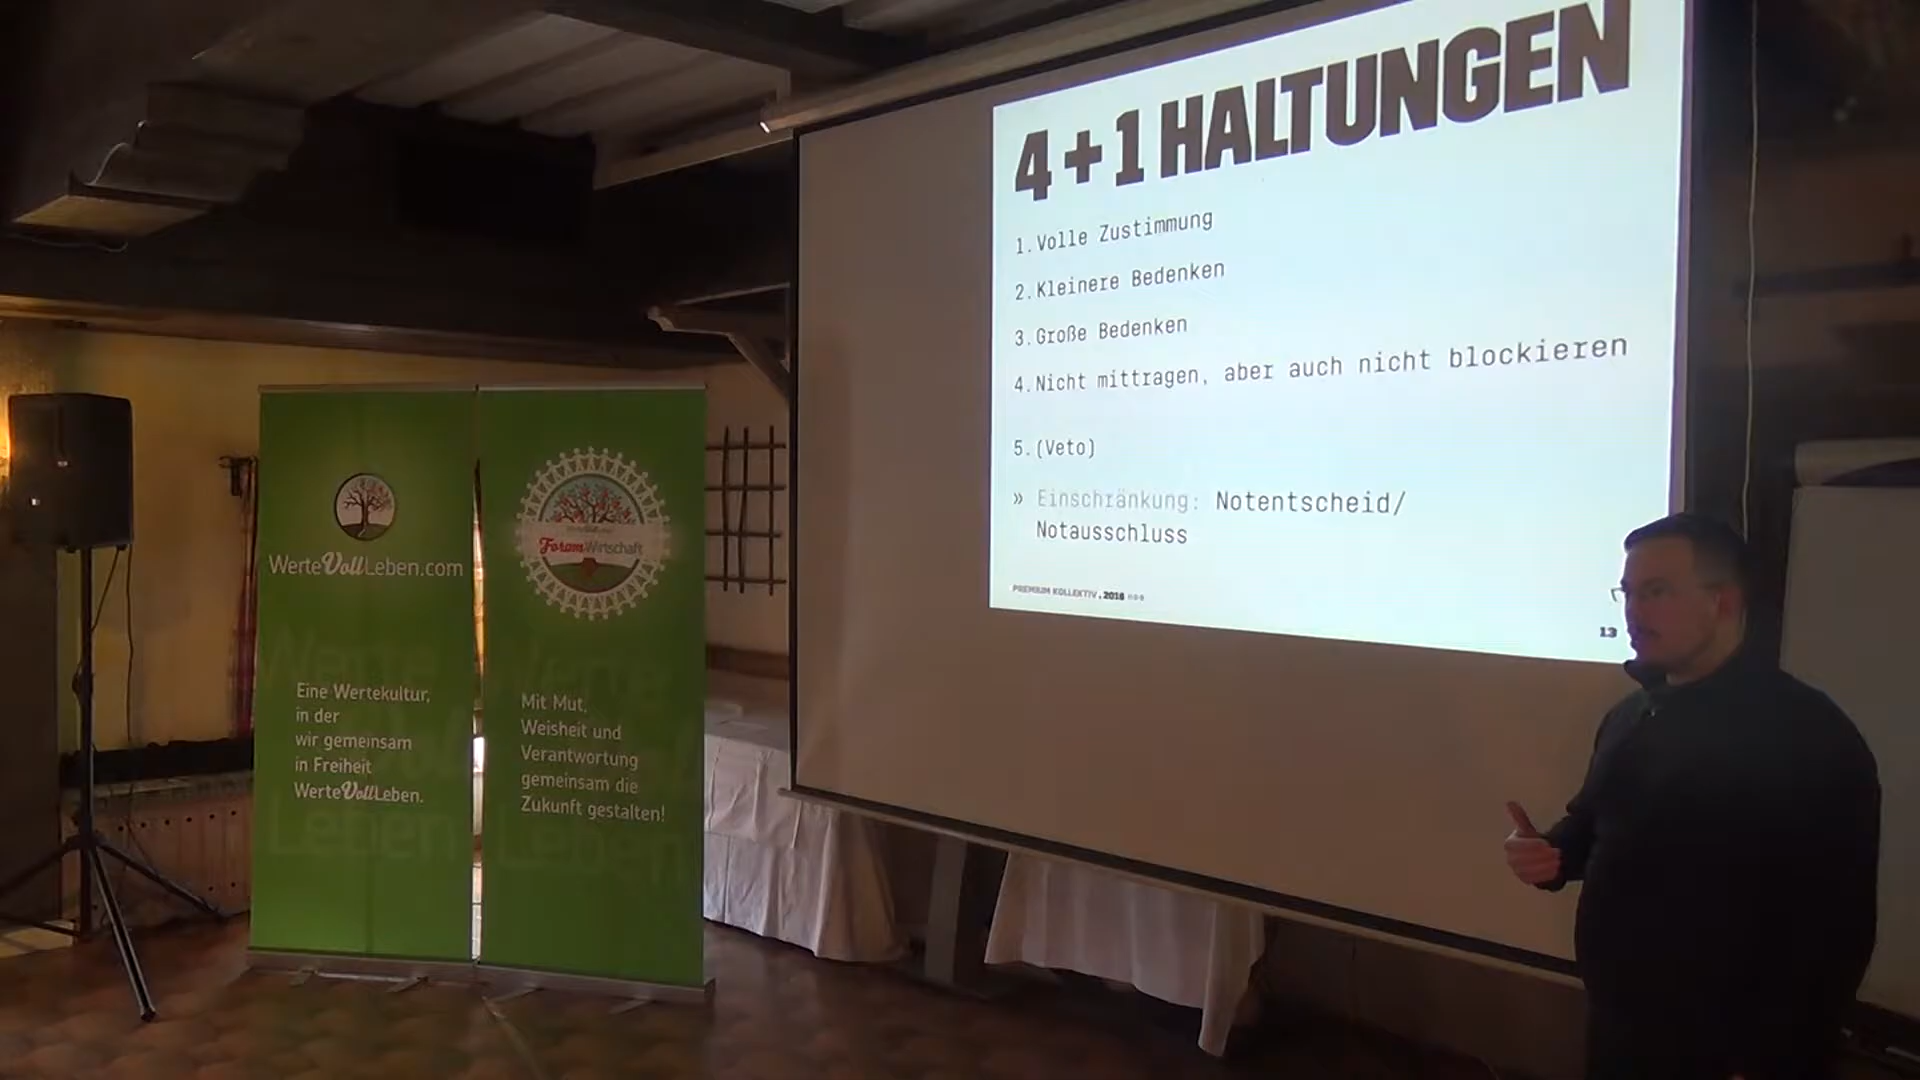 4+1 HALTUNGEN
1. Volle Zustimmung
2. Kleinere Bedenken
3. Große Bedenken
4. Nicht mittragen, aber auch nicht blockieren
5. (Veto)
» Einschränkung: Notentscheid/
Notausschluss
PREMIUM KOLLEKTIV, 2016
13
WerteVollLeben.com
Eine Wertekultur,
in der
wir gemeinsam
in Freiheit
WerteVollLeben.
ForumWirtschaft
Mit Mut,
Weisheit und
Verantwortung
gemeinsam die
Zukunft gestalten!